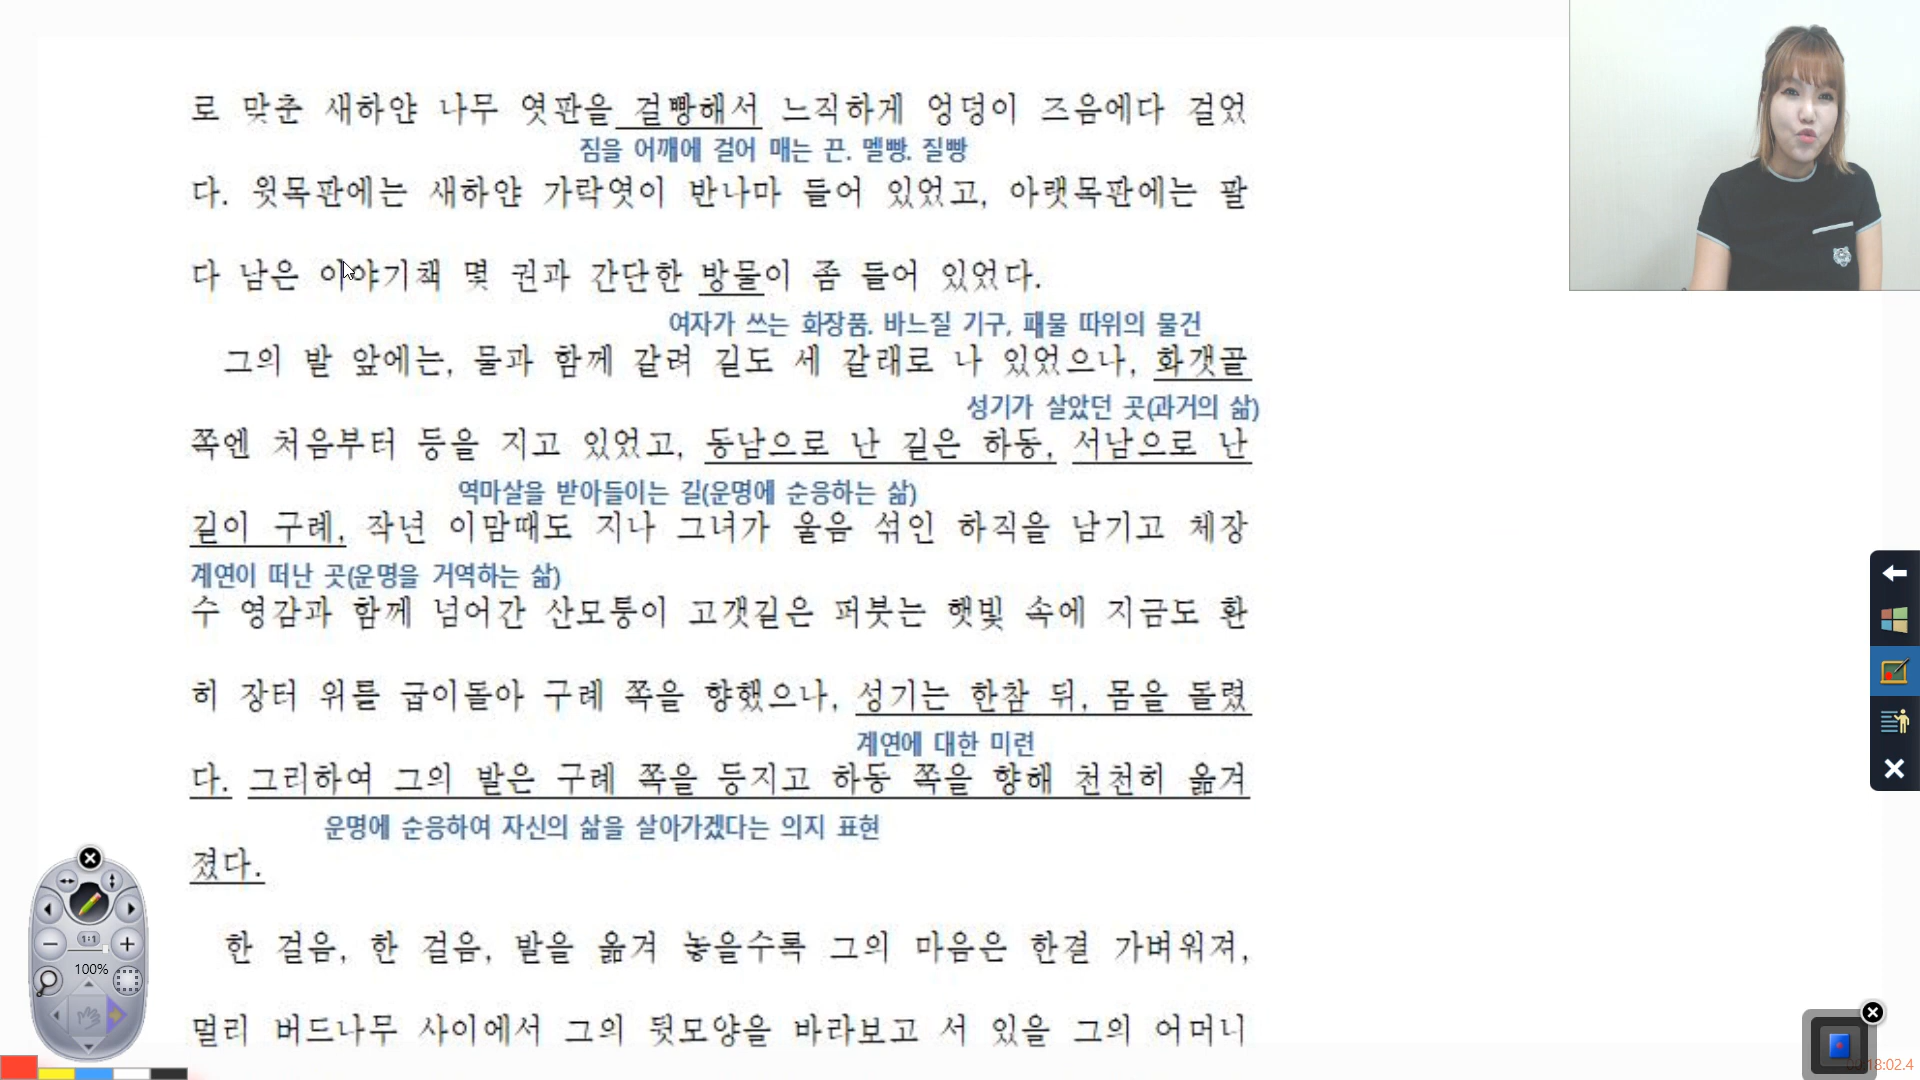 로 맞춘 새하얀 나무 엿판을 걸빵해서 느직하게 엉덩이 즈음에다 걸었
짐을 어깨에 걸어 매는 끈. 멜빵. 질빵
다. 윗목판에는 새하얀 가락엿이 반나마 들어 있었고, 아랫목판에는 팔
다 남은 이야기책 몇 권과 간단한 방물이 좀 들어 있었다.
여자가 쓰는 화장품. 바느질 기구, 패물 따위의 물건
그의 발 앞에는, 물과 함께 갈려 길도 세 갈래로 나 있었으나, 화갯골
성기가 살았던 곳(과거의 삶)
쪽엔 처음부터 등을 지고 있었고, 동남으로 난 길은 하동, 서남으로 난
역마살을 받아들이는 길(운명에 순응하는 삶)
길이 구례, 작년 이맘때도 지나 그녀가 울음 섞인 하직을 남기고 체장
계연이 떠난 곳(운명을 거역하는 삶)
수 영감과 함께 넘어간 산모퉁이 고갯길은 퍼붓는 햇빛 속에 지금도 환
히 장터 위를 굽이돌아 구례 쪽을 향했으나, 성기는 한참 뒤, 몸을 돌렸
계연에 대한 미련
다. 그리하여 그의 발은 구례 쪽을 등지고 하동 쪽을 향해 천천히 옮겨
운명에 순응하여 자신의 삶을 살아가겠다는 의지 표현
졌다.
한 걸음, 한 걸음, 발을 옮겨 놓을수록 그의 마음은 한결 가벼워져,
멀리 버드나무 사이에서 그의 뒷모양을 바라보고 서 있을 그의 어머니
1:1
100%
18:02.4